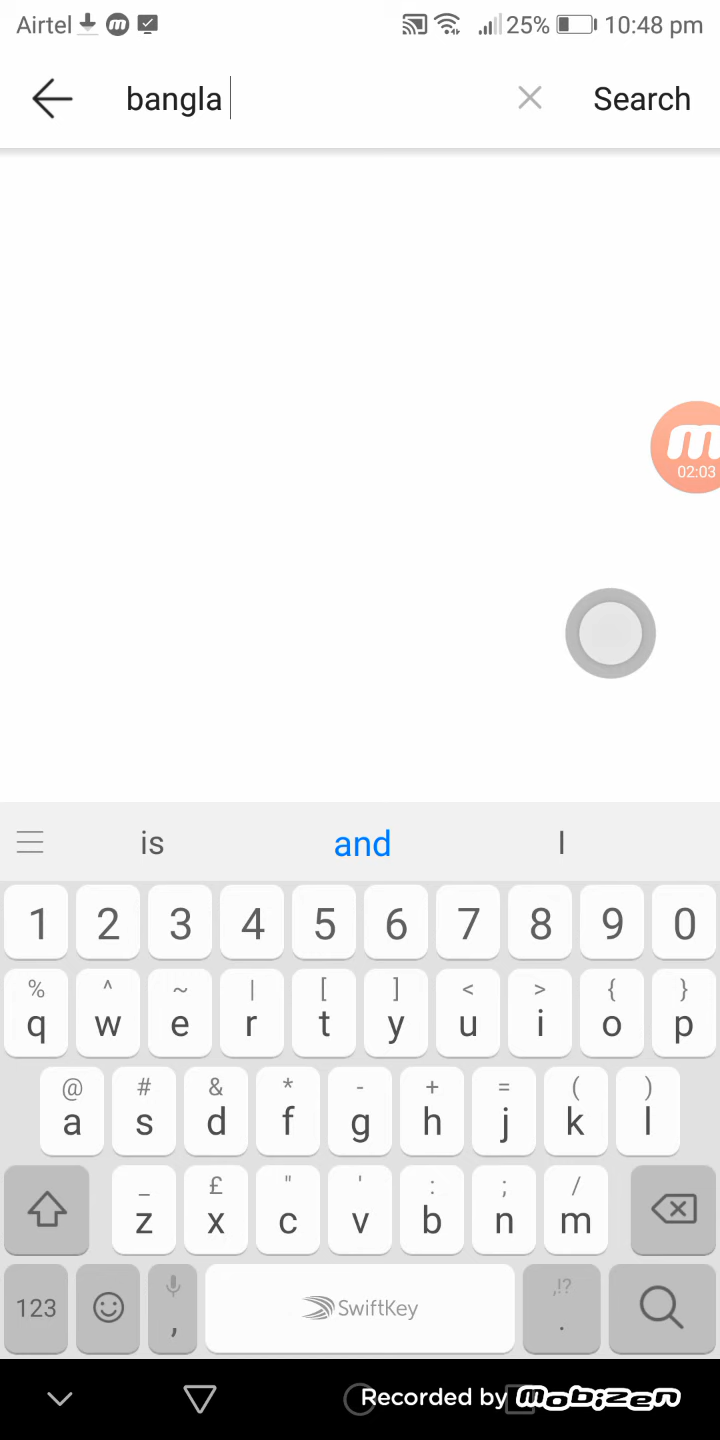 Airtel 25% 10:48 pm
bangla Search
02:03
is and I
1 2 3 4 5 6 7 8 9 0
% ^ ~ | [ ] < > { }
q w e r t y u i o p
@ # & * - + = ( )
a s d f g h j k l
_ £ " ' : ; /
z x c v b n m
,!?
123 , SwiftKey .
Recorded by Mobizen